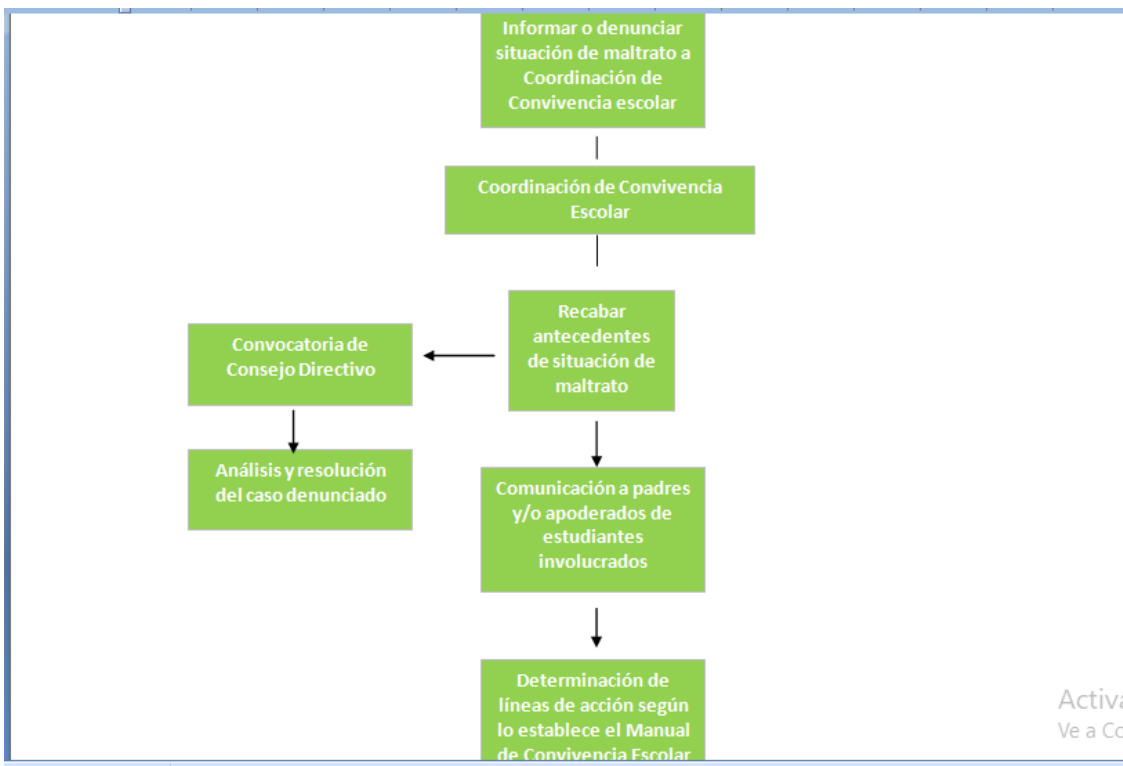 Informar o denunciar
situación de maltrato a
Coordinación de
Convivencia escolar
Coordinación de Convivencia
Escolar
Recabar
antecedentes
de situación de
maltrato
Convocatoria de
Consejo Directivo
Análisis y resolución
del caso denunciado
Comunicación a padres
y/o apoderados de
estudiantes
involucrados
Determinación de
líneas de acción según
lo establece el Manual
de Convivencia Escolar
Activa
Ve a Co